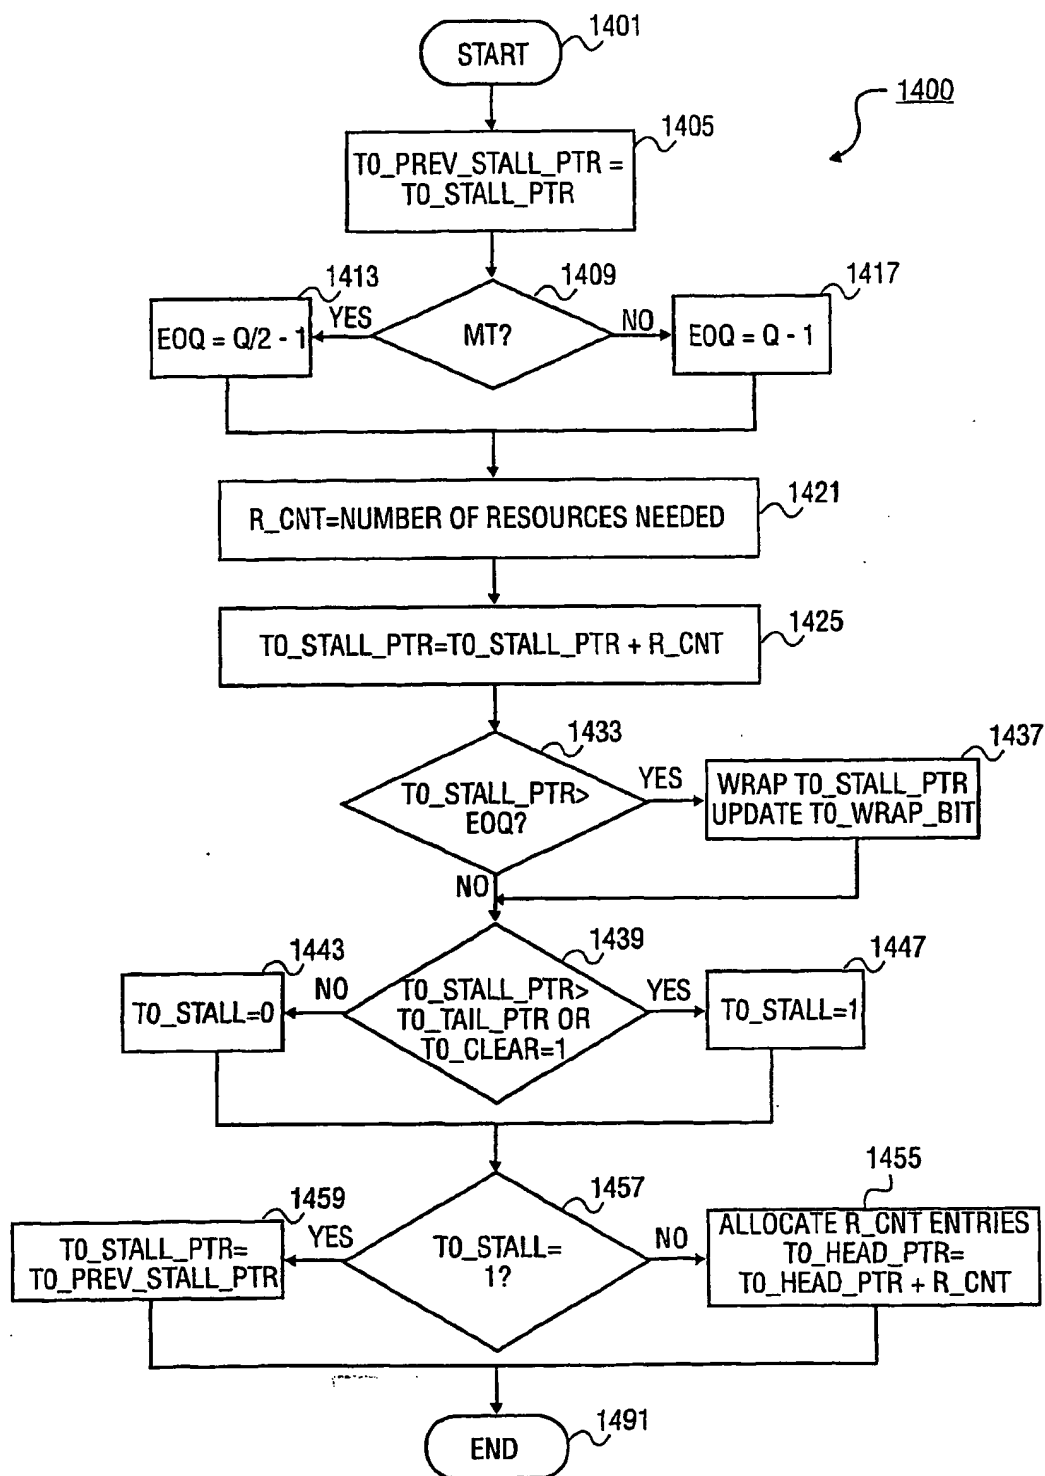 1401
START
1400
1405
T0_PREV_STALL_PTR =
T0_STALL_PTR
1413
1409
1417
EOQ = Q/2 - 1
YES
MT?
NO
EOQ = Q - 1
1421
R_CNT=NUMBER OF RESOURCES NEEDED
1425
T0_STALL_PTR=T0_STALL_PTR + R_CNT
1433
1437
T0_STALL_PTR>
EOQ?
YES
WRAP T0_STALL_PTR
UPDATE T0_WRAP_BIT
NO
1443
1439
1447
T0_STALL=0
NO
T0_STALL_PTR>
T0_TAIL_PTR OR
T0_CLEAR=1
YES
T0_STALL=1
1459
1457
1455
T0_STALL_PTR=
T0_PREV_STALL_PTR
YES
T0_STALL=
1?
NO
ALLOCATE R_CNT ENTRIES
T0_HEAD_PTR=
T0_HEAD_PTR + R_CNT
1491
END